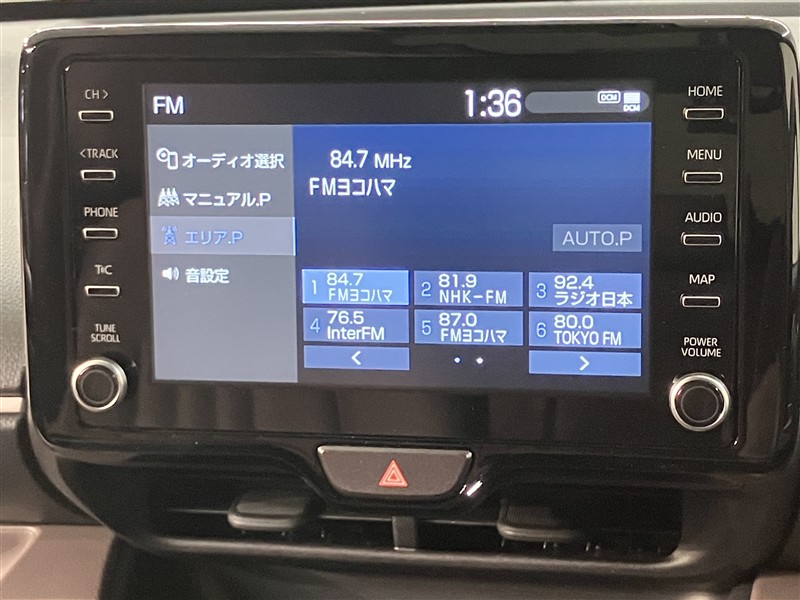 CH >
<TRACK
PHONE
T&C
TUNE
SCROLL
FM
1:36
DCM
DCM
オーディオ選択
マニュアル.P
エリア.P
音設定
84.7 MHz
FMヨコハマ
AUTO.P
1 84.7 FMヨコハマ
2 81.9 NHK-FM
3 92.4 ラジオ日本
4 76.5 InterFM
5 87.0 FMヨコハマ
6 80.0 TOKYO FM
<
>
HOME
MENU
AUDIO
MAP
POWER
VOLUME